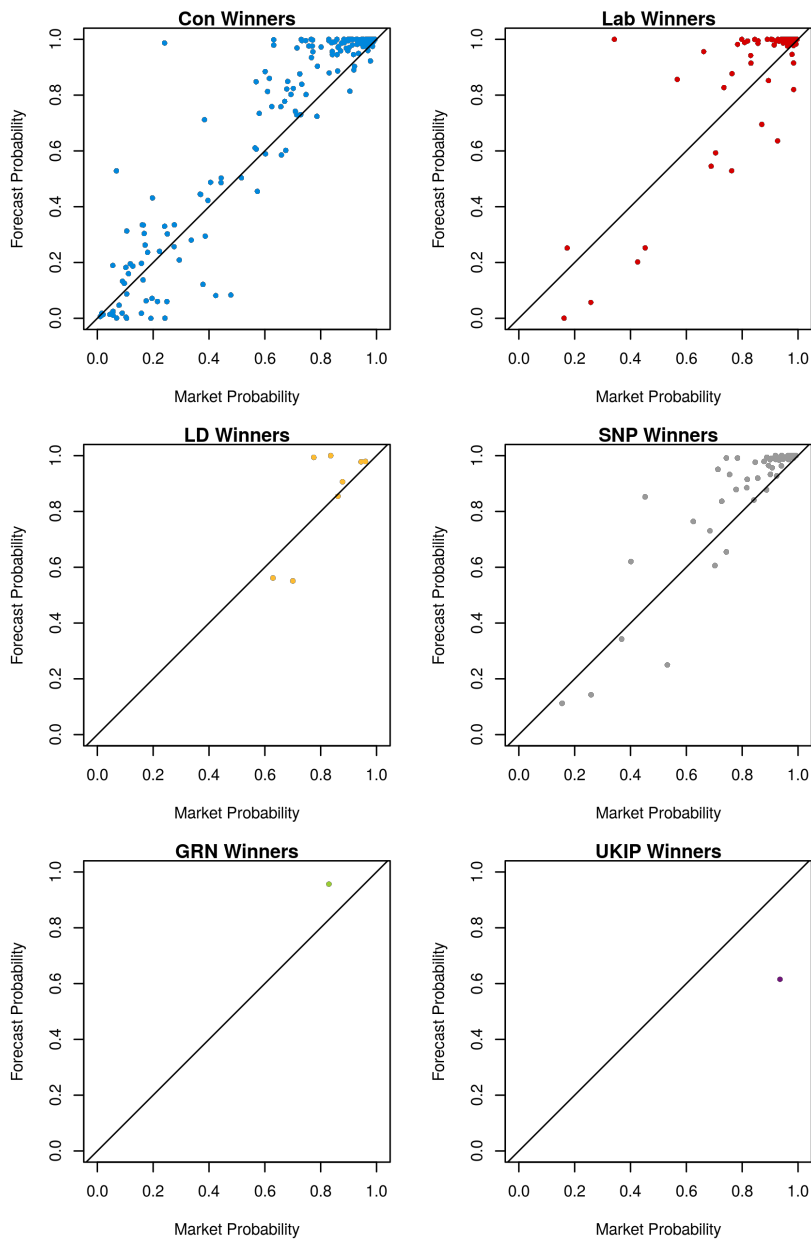 Con Winners
Forecast Probability
1.0
0.8
0.6
0.4
0.2
0.0
0.0 0.2 0.4 0.6 0.8 1.0
Market Probability
Lab Winners
Forecast Probability
1.0
0.8
0.6
0.4
0.2
0.0
0.0 0.2 0.4 0.6 0.8 1.0
Market Probability
LD Winners
Forecast Probability
1.0
0.8
0.6
0.4
0.2
0.0
0.0 0.2 0.4 0.6 0.8 1.0
Market Probability
SNP Winners
Forecast Probability
1.0
0.8
0.6
0.4
0.2
0.0
0.0 0.2 0.4 0.6 0.8 1.0
Market Probability
GRN Winners
Forecast Probability
1.0
0.8
0.6
0.4
0.2
0.0
0.0 0.2 0.4 0.6 0.8 1.0
Market Probability
UKIP Winners
Forecast Probability
1.0
0.8
0.6
0.4
0.2
0.0
0.0 0.2 0.4 0.6 0.8 1.0
Market Probability